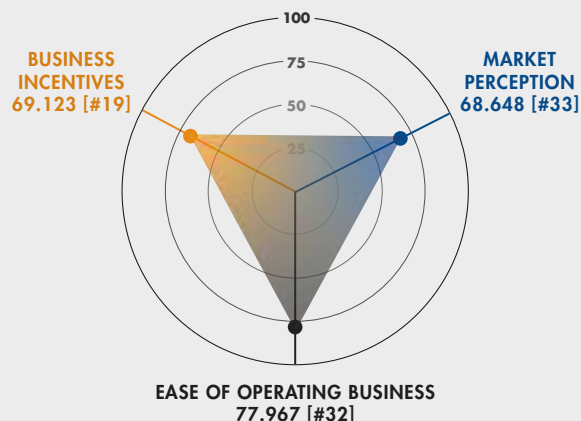 100
75
50
25
BUSINESS
INCENTIVES
69.123 [#19]
MARKET
PERCEPTION
68.648 [#33]
EASE OF OPERATING BUSINESS
77.967 [#32]